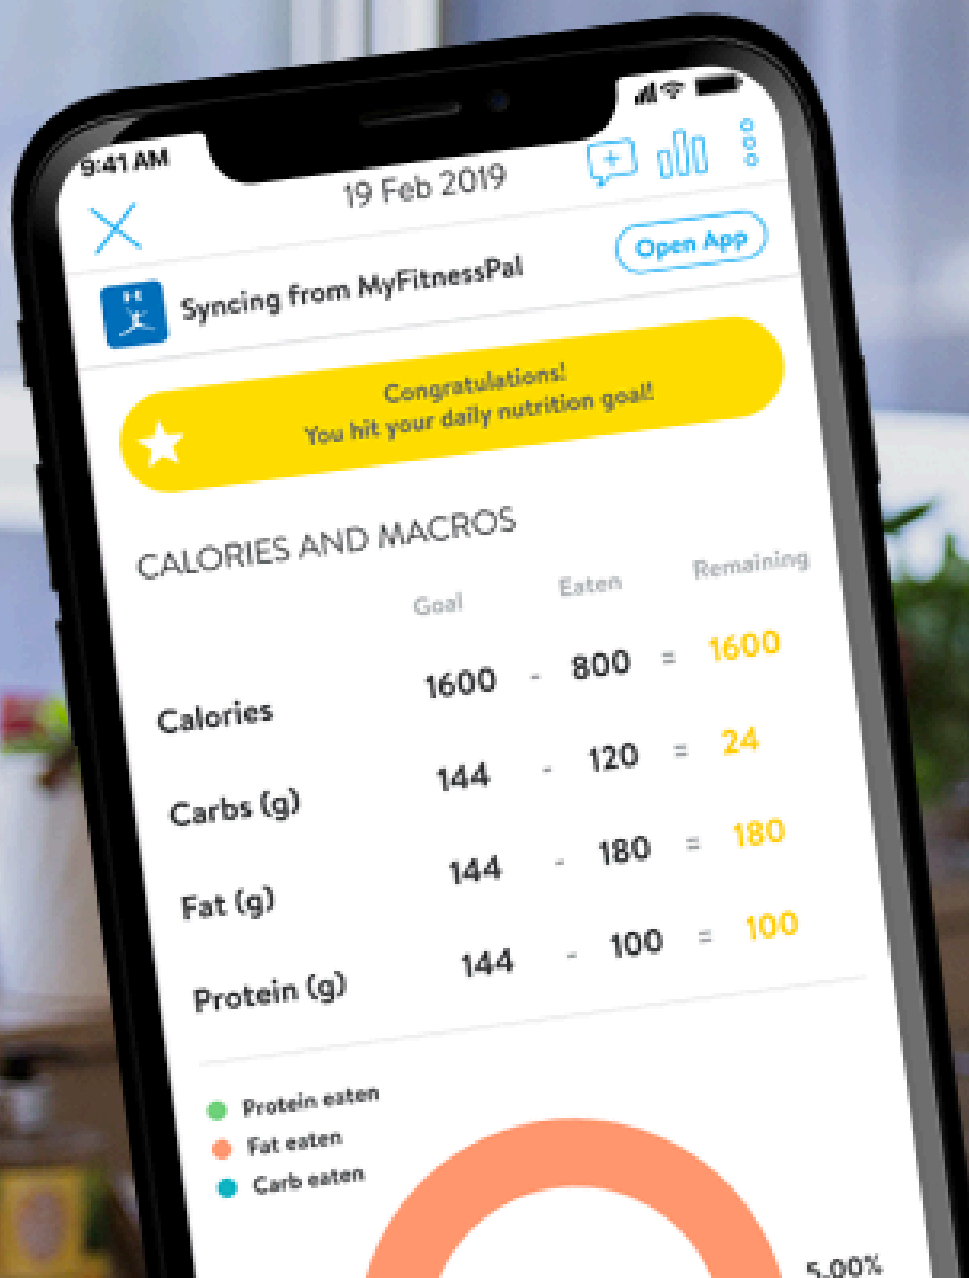 9:41 AM
19 Feb 2019
Syncing from MyFitnessPal
Open App
Congratulations!
You hit your daily nutrition goal!
CALORIES AND MACROS
Goal Eaten Remaining
Calories 1600 - 800 = 1600
Carbs (g) 144 - 120 = 24
Fat (g) 144 - 180 = 180
Protein (g) 144 - 100 = 100
Protein eaten
Fat eaten
Carb eaten
5.00%